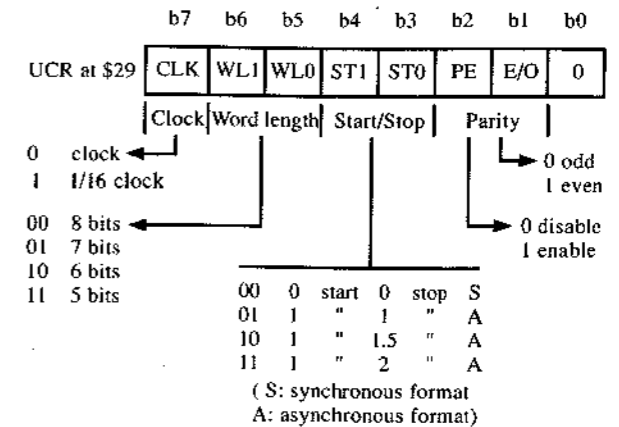 b7 b6 b5 b4 b3 b2 b1 b0
UCR at $29 CLK WL1 WL0 ST1 ST0 PE E/O 0
Clock Word length Start/Stop Parity
0 clock
1 1/16 clock
0 odd
1 even
00 8 bits
01 7 bits
10 6 bits
11 5 bits
0 disable
1 enable
00 0 start 0 stop S
01 1 " 1 " A
10 1 " 1.5 " A
11 1 " 2 " A
( S: synchronous format
A: asynchronous format)